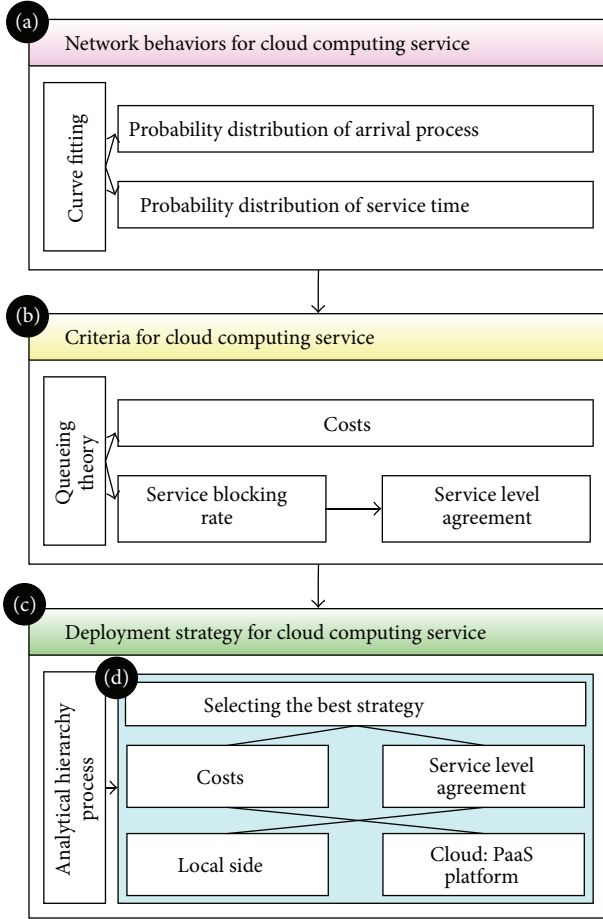 (a)
Network behaviors for cloud computing service
Curve fitting
Probability distribution of arrival process
Probability distribution of service time
(b)
Criteria for cloud computing service
Queueing
theory
Costs
Service blocking
rate
Service level
agreement
(c)
Deployment strategy for cloud computing service
Analytical hierarchy
process
(d)
Selecting the best strategy
Costs
Service level
agreement
Local side
Cloud: PaaS
platform